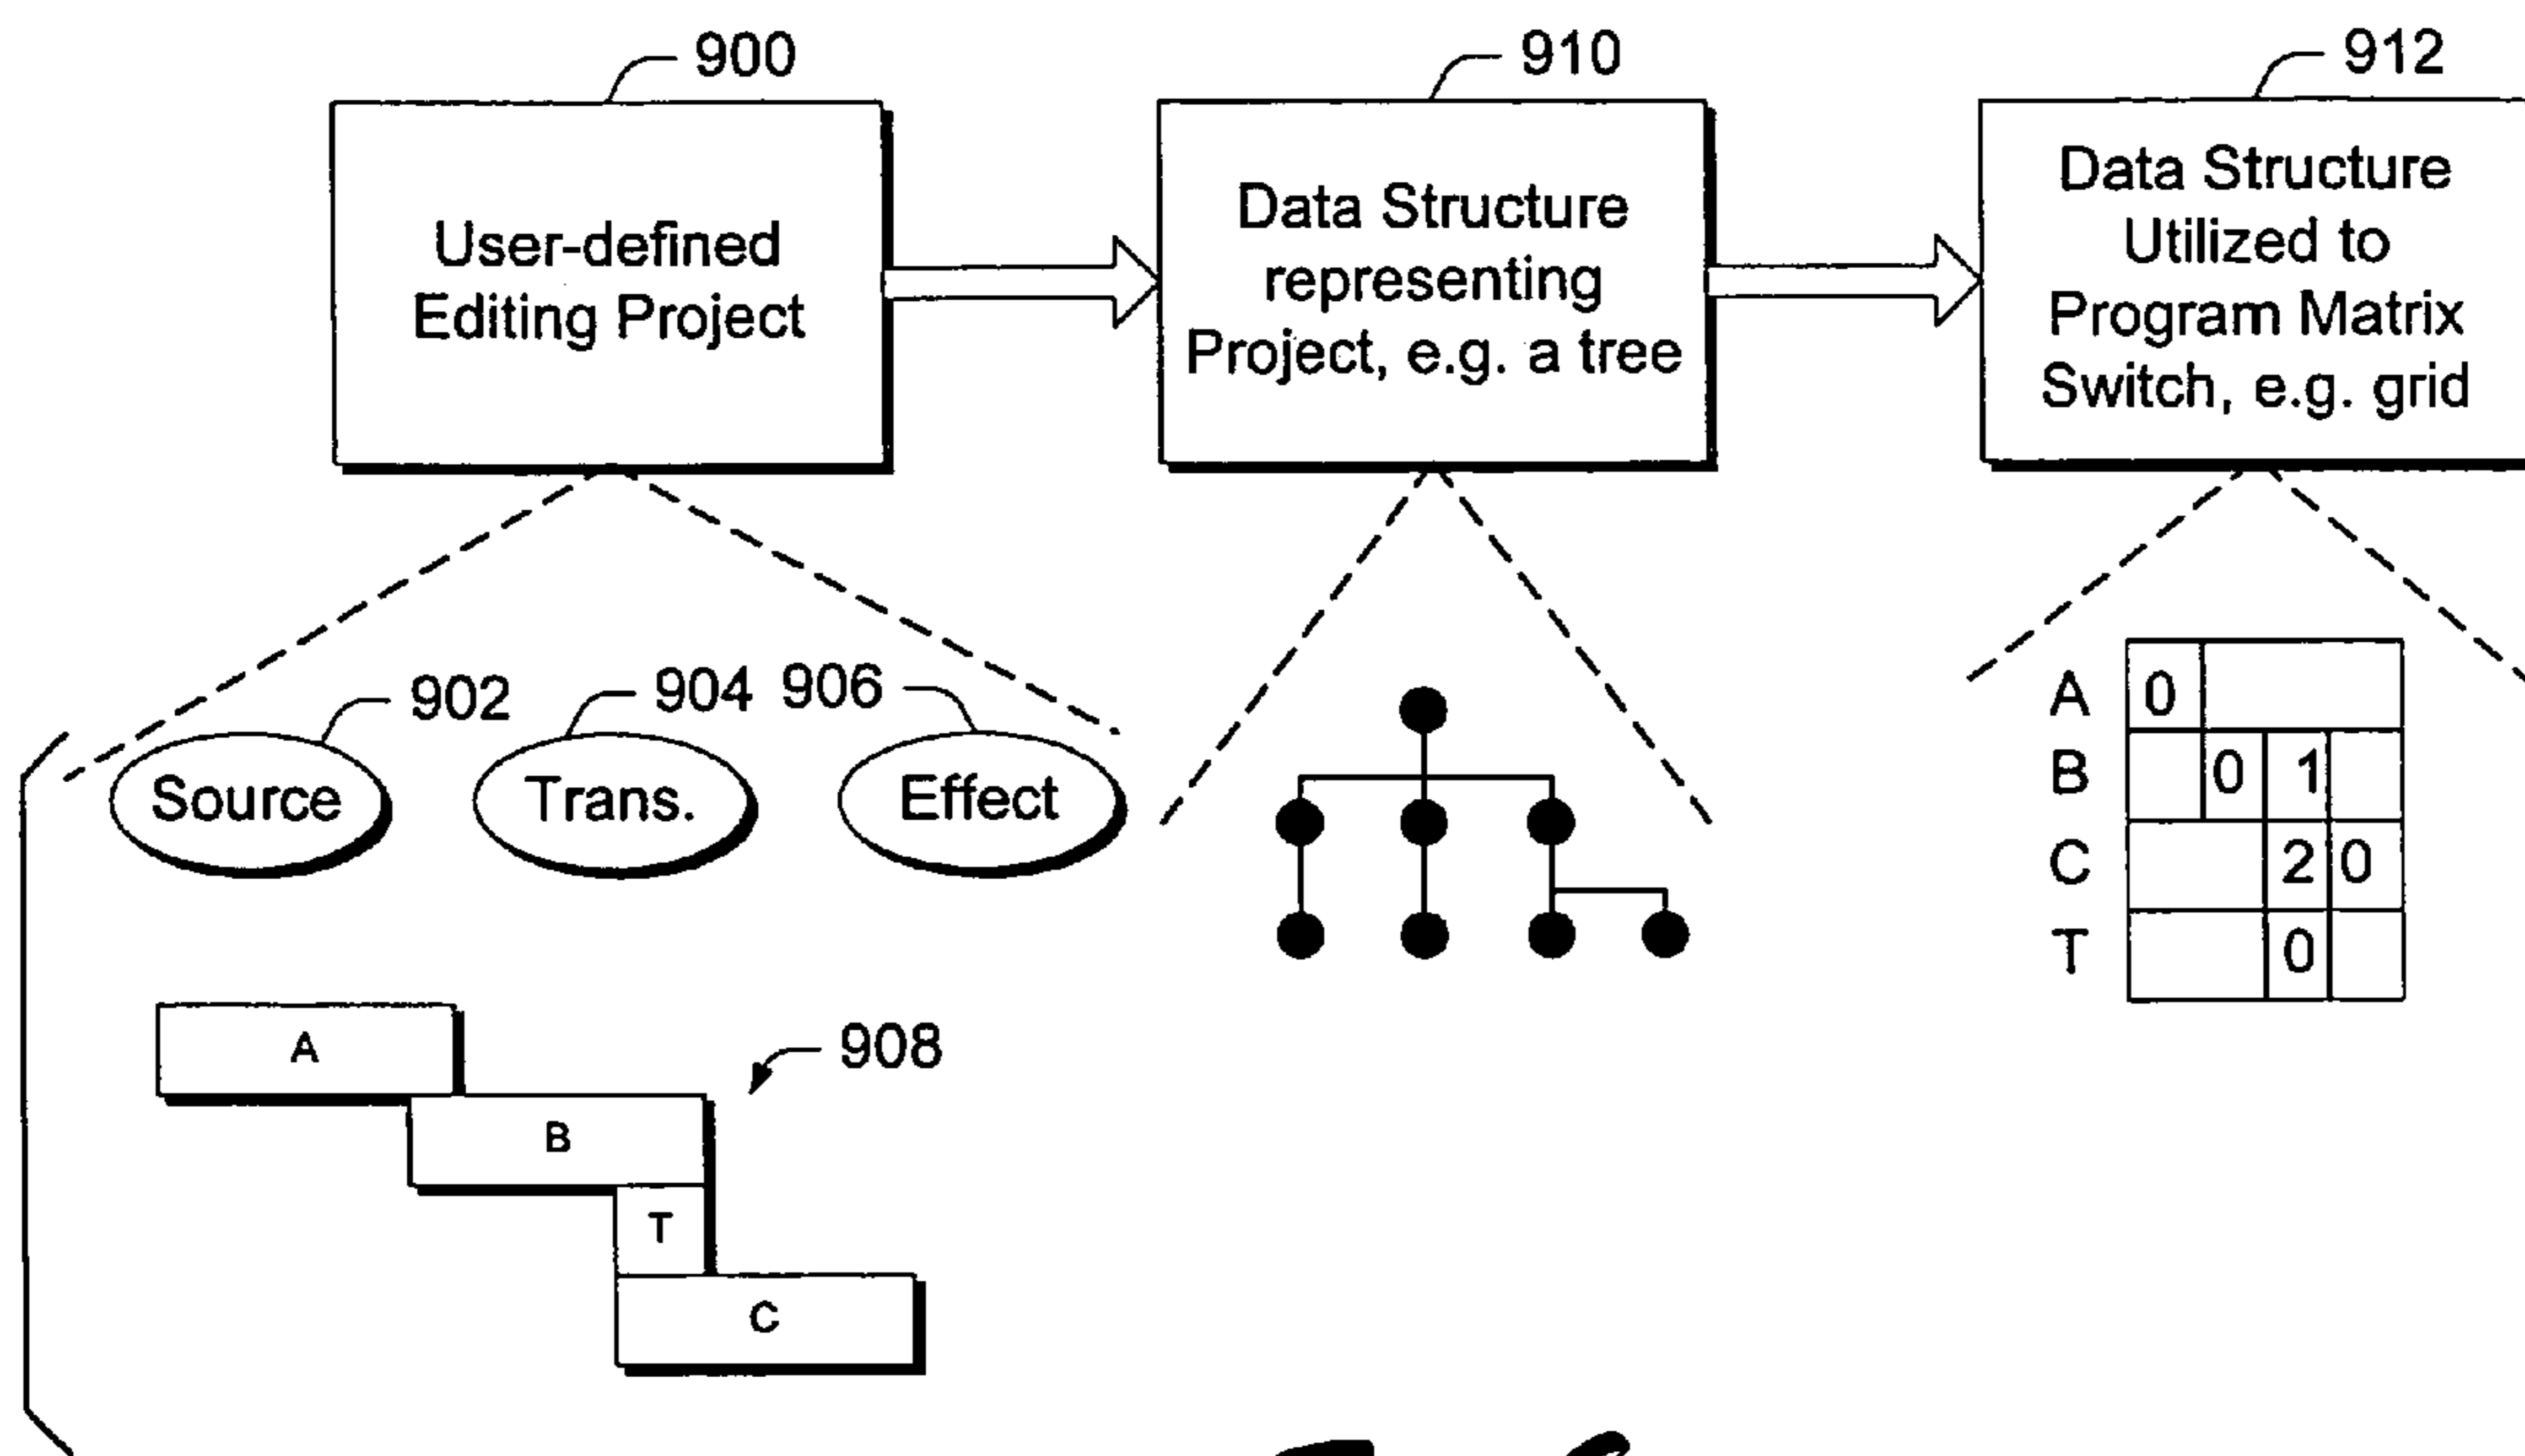 900
910
912
User-defined
Editing Project
Data Structure
representing
Project, e.g. a tree
Data Structure
Utilized to
Program Matrix
Switch, e.g. grid
902
904
906
Source
Trans.
Effect
A 0
B 0 1
C 2 0
T 0
A
908
B
T
C